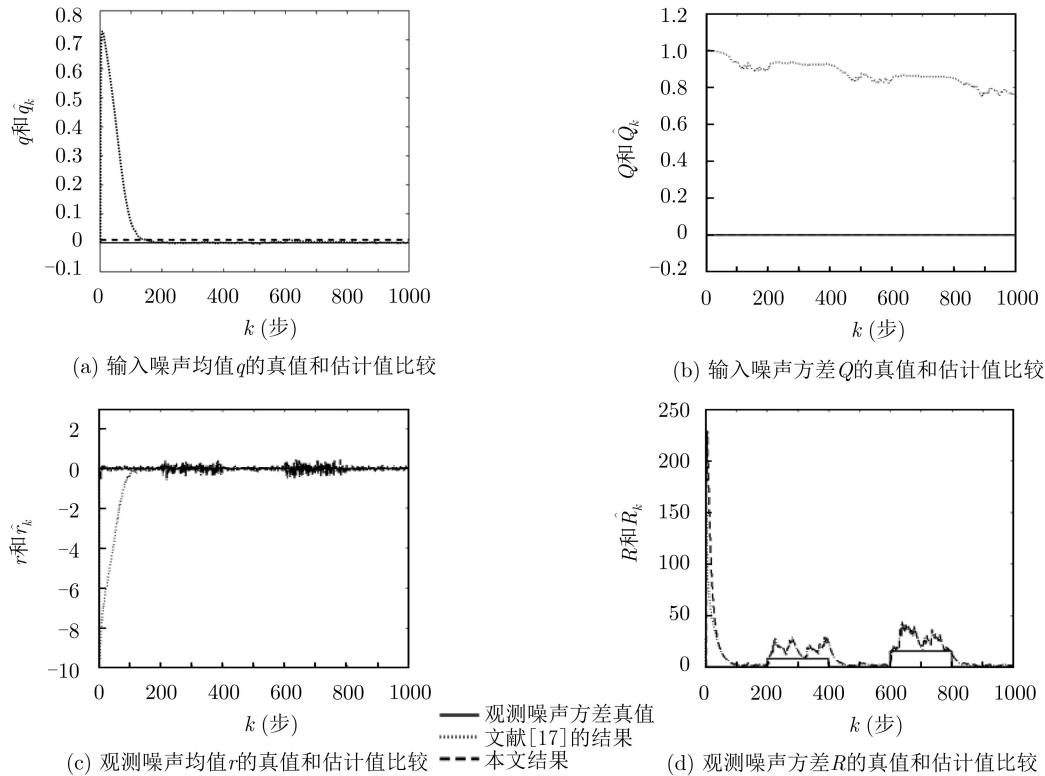 0.8
0.7
0.6
0.5
0.4
0.3
0.2
0.1
0
−0.1
q和q̂k
0 200 400 600 800 1000
k (步)
(a) 输入噪声均值q的真值和估计值比较
1.2
1.0
0.8
0.6
0.4
0.2
0
−0.2
Q和Q̂k
0 200 400 600 800 1000
k (步)
(b) 输入噪声方差Q的真值和估计值比较
2
0
−2
−4
−6
−8
−10
r和r̂k
0 200 400 600 800 1000
k (步)
(c) 观测噪声均值r的真值和估计值比较
250
200
150
100
50
0
R和R̂k
0 200 400 600 800 1000
k (步)
(d) 观测噪声方差R的真值和估计值比较
观测噪声方差真值
文献[17]的结果
本文结果